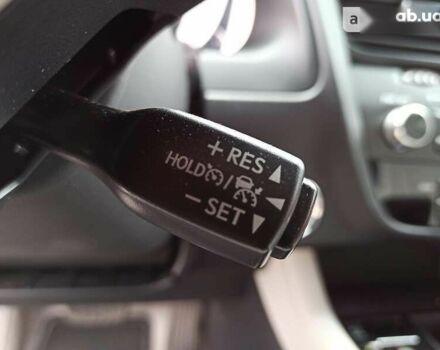 a ab.ua
+ RES ▲
HOLD / ◀
− SET ▼